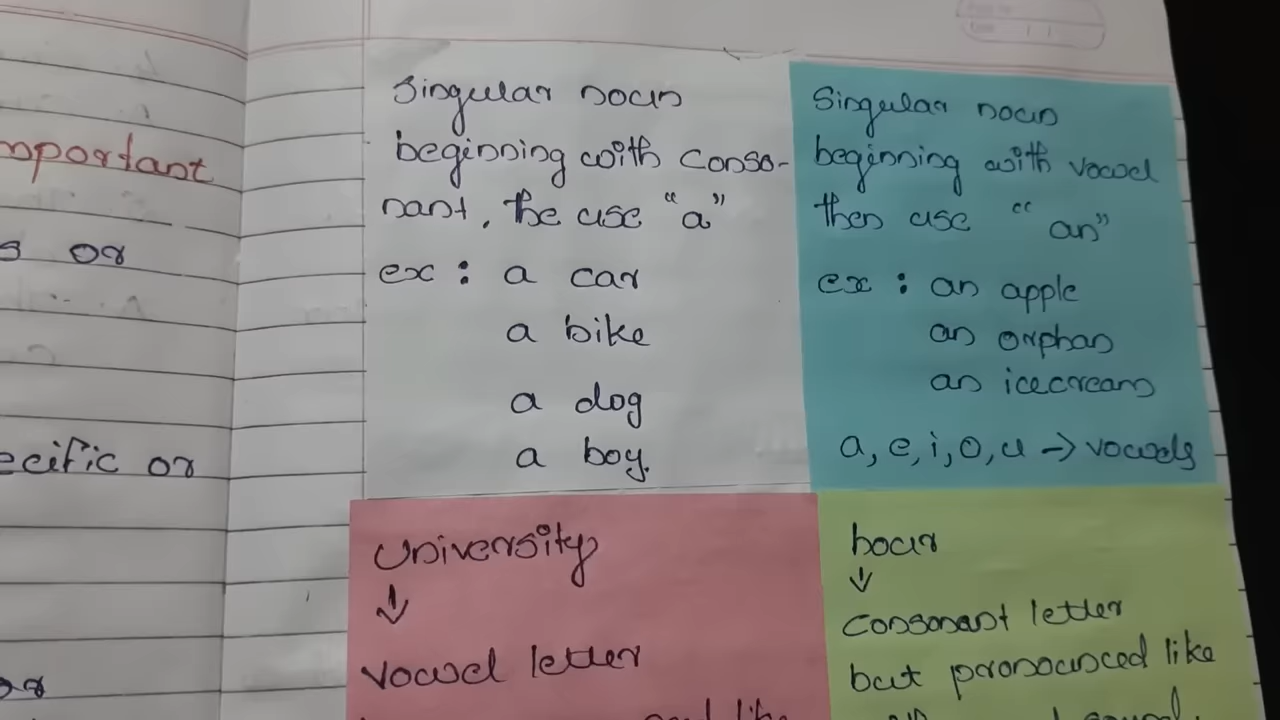 mportant
s or
ecific or
or
Singular noun
beginning with conso-
nant, the use "a"
ex : a car
a bike
a dog
a boy.
Singular noun
beginning with vowel
then use "an"
ex : an apple
an orphan
an icecream
a, e, i, o, u → vowels
University
↓
vowel letter
hour
↓
consonant letter
but pronounced like